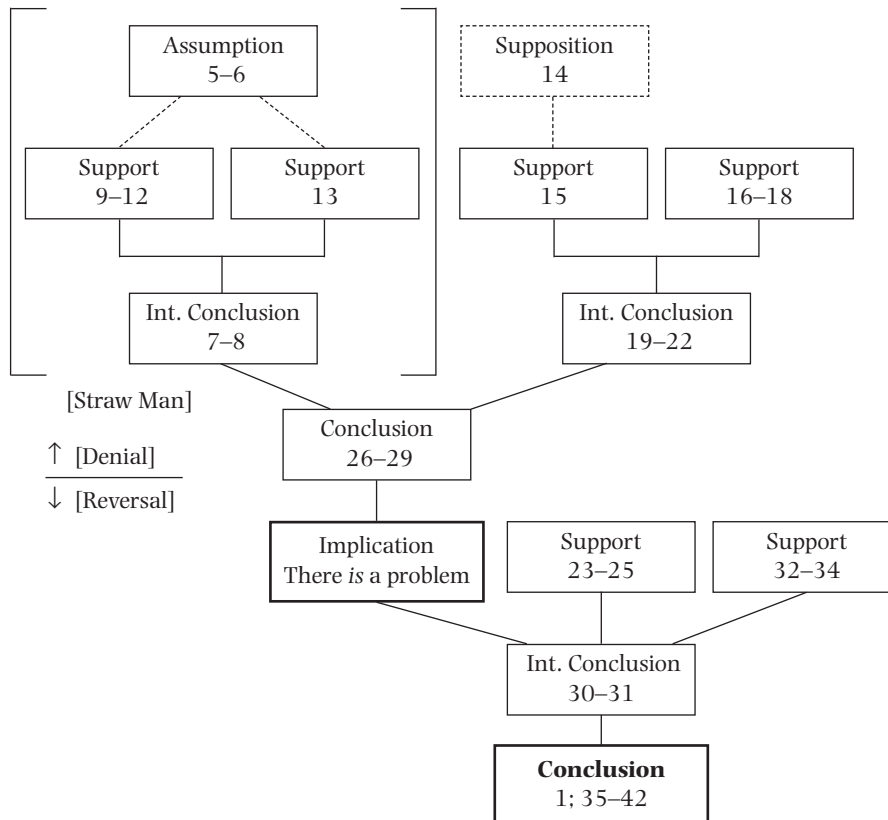 Assumption
5–6
Supposition
14
Support
9–12
Support
13
Support
15
Support
16–18
Int. Conclusion
7–8
Int. Conclusion
19–22
[Straw Man]
Conclusion
26–29
↑ [Denial]
↓ [Reversal]
Implication
There is a problem
Support
23–25
Support
32–34
Int. Conclusion
30–31
Conclusion
1; 35–42